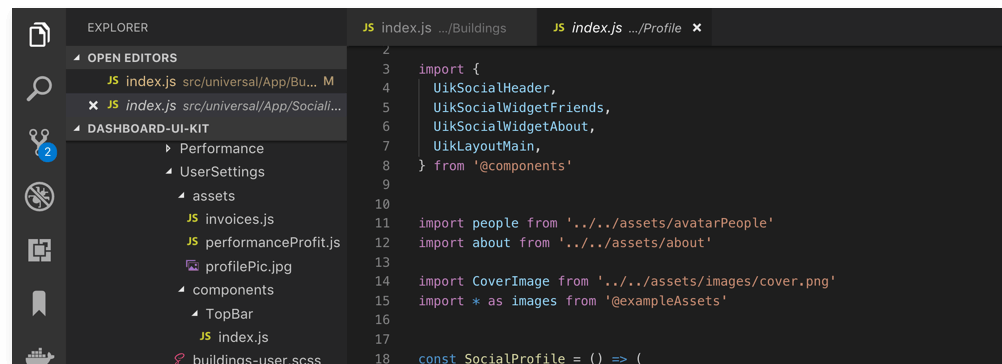 EXPLORER
OPEN EDITORS
JS index.js src/universal/App/Bu... M
JS index.js src/universal/App/Sociali...
DASHBOARD-UI-KIT
Performance
UserSettings
assets
JS invoices.js
JS performanceProfit.js
profilePic.jpg
components
TopBar
JS index.js
buildings-user.scss
2
JS index.js .../Buildings
JS index.js .../Profile
2
3 import {
4 UikSocialHeader,
5 UikSocialWidgetFriends,
6 UikSocialWidgetAbout,
7 UikLayoutMain,
8 } from '@components'
9
10
11 import people from '../../assets/avatarPeople'
12 import about from '../../assets/about'
13
14 import CoverImage from '../../assets/images/cover.png'
15 import * as images from '@exampleAssets'
16
17
18 const SocialProfile = () => (